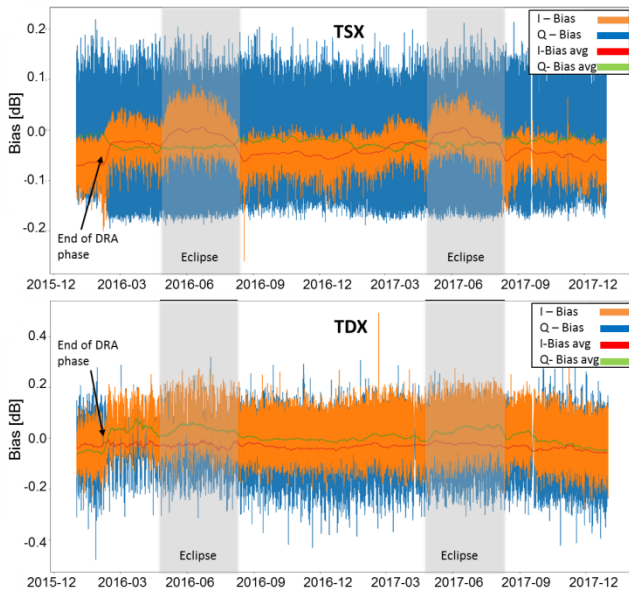 TSX
I – Bias
Q – Bias
I-Bias avg
Q- Bias avg
Bias [dB]
0.2
0.1
0.0
-0.1
-0.2
End of DRA
phase
Eclipse
Eclipse
2015-12 2016-03 2016-06 2016-09 2016-12 2017-03 2017-06 2017-09 2017-12
TDX
I – Bias
Q – Bias
I-Bias avg
Q- Bias avg
Bias [dB]
0.4
0.2
0.0
-0.2
-0.4
End of DRA
phase
Eclipse
Eclipse
2015-12 2016-03 2016-06 2016-09 2016-12 2017-03 2017-06 2017-09 2017-12